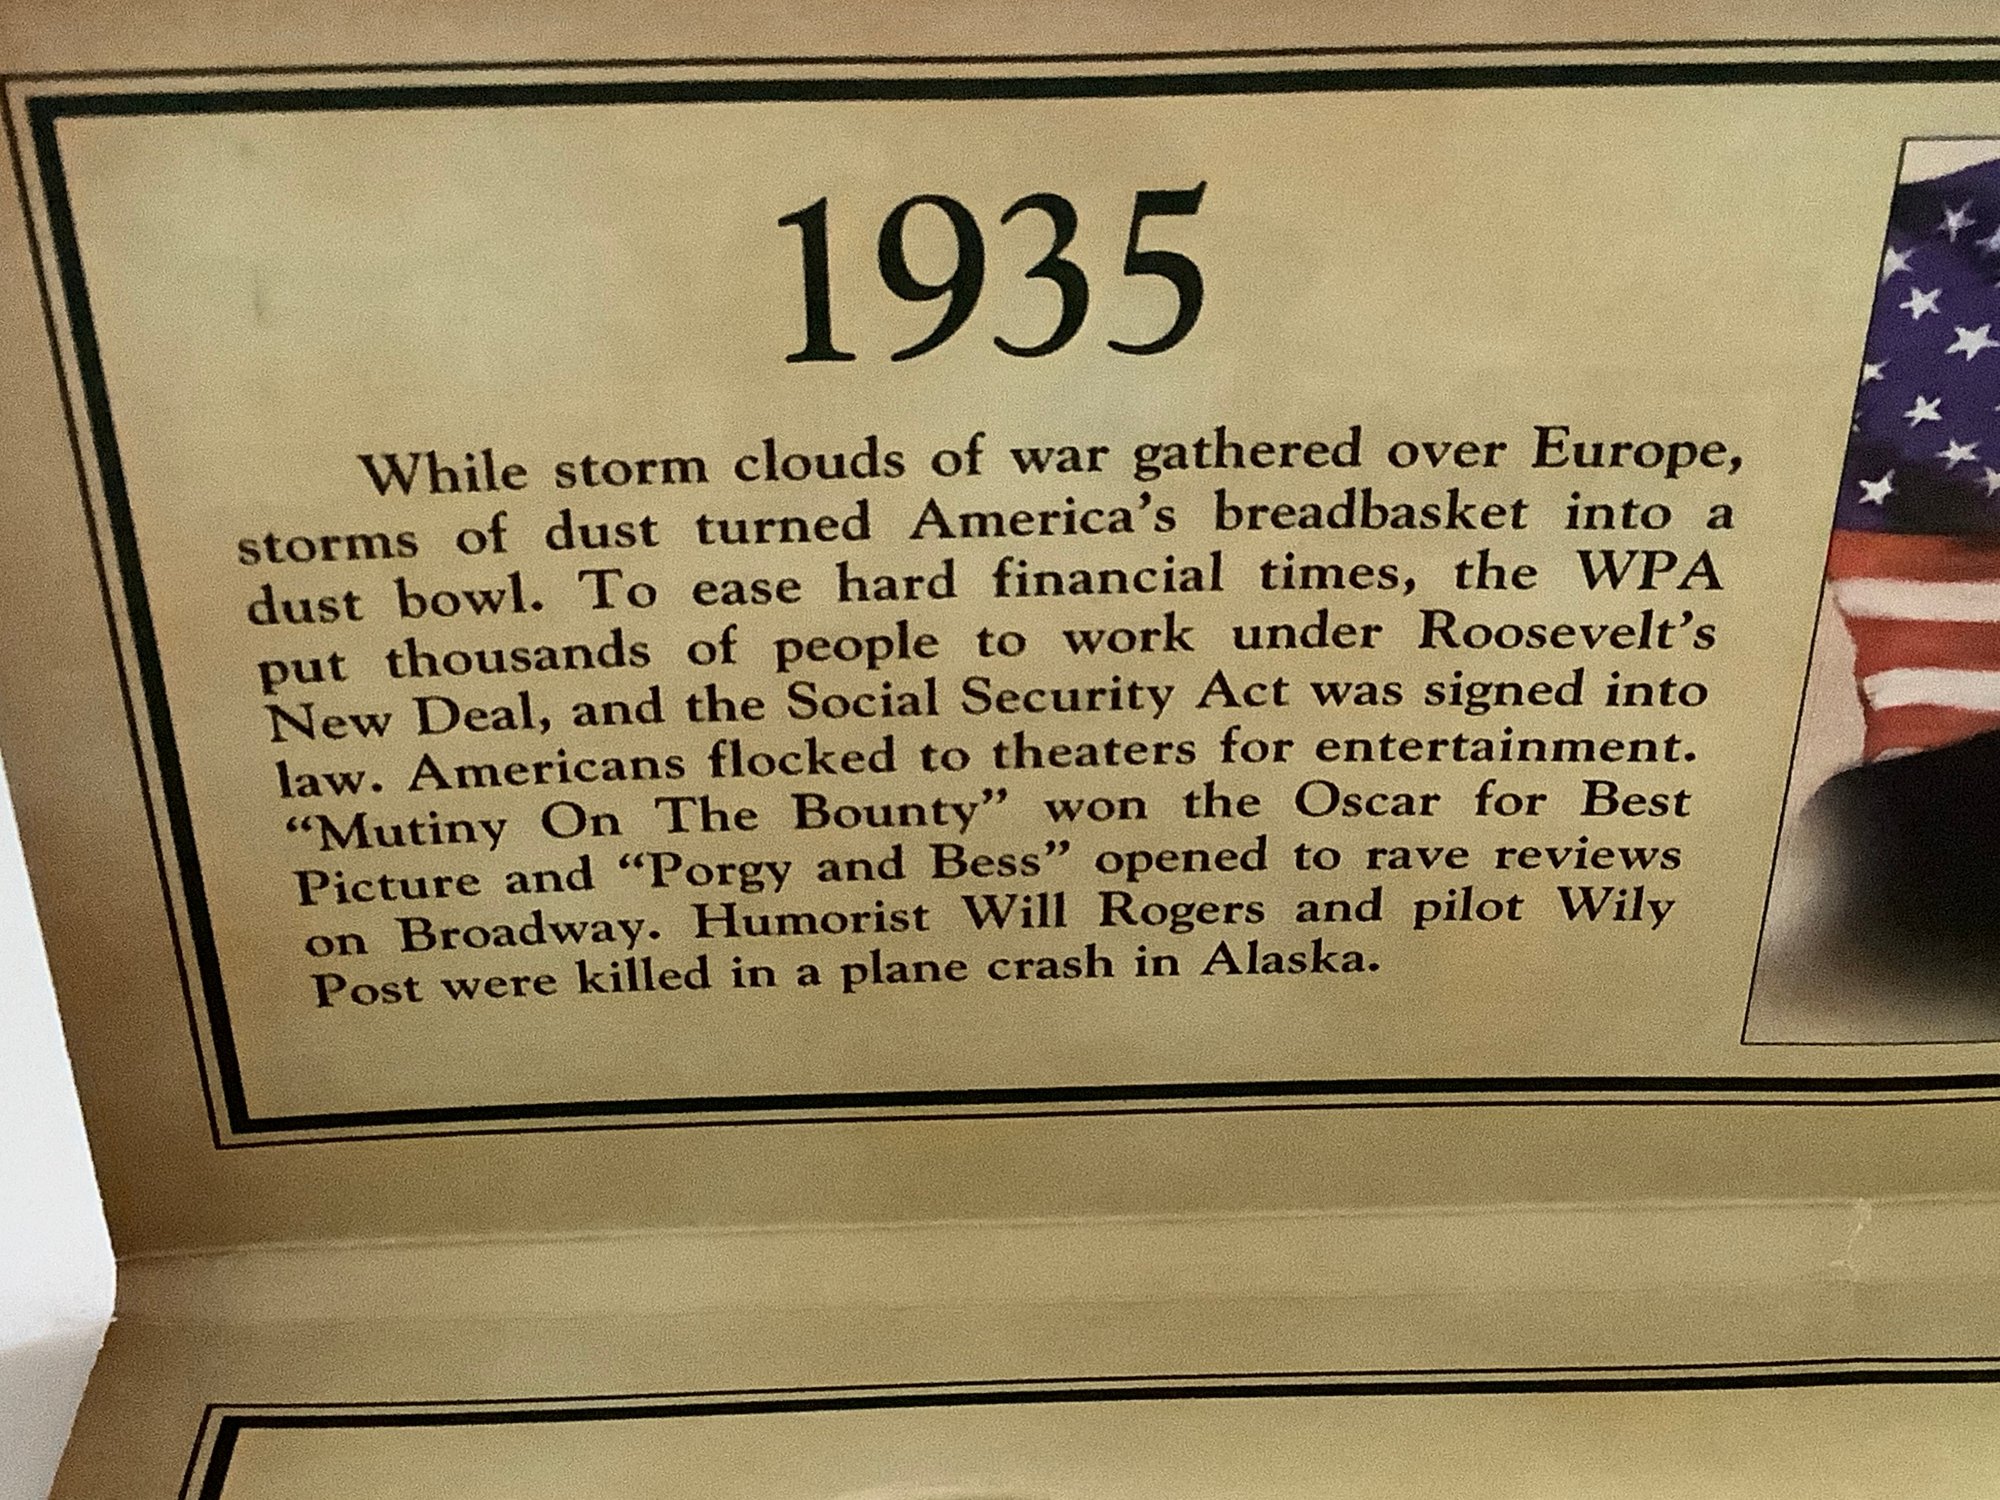 1935
While storm clouds of war gathered over Europe,
storms of dust turned America's breadbasket into a
dust bowl. To ease hard financial times, the WPA
put thousands of people to work under Roosevelt's
New Deal, and the Social Security Act was signed into
law. Americans flocked to theaters for entertainment.
“Mutiny On The Bounty” won the Oscar for Best
Picture and “Porgy and Bess” opened to rave reviews
on Broadway. Humorist Will Rogers and pilot Wily
Post were killed in a plane crash in Alaska.